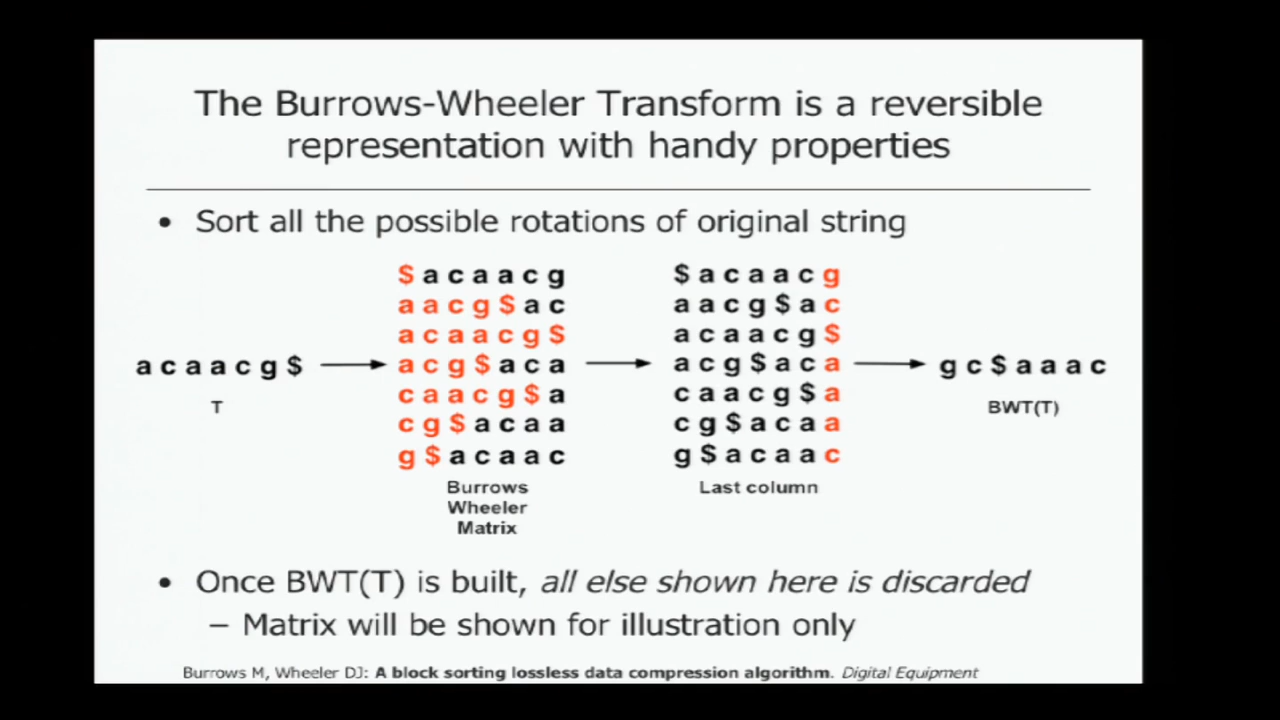 The Burrows-Wheeler Transform is a reversible
representation with handy properties
• Sort all the possible rotations of original string
a c a a c g $
T
$ a c a a c g
a a c g $ a c
a c a a c g $
a c g $ a c a
c a a c g $ a
c g $ a c a a
g $ a c a a c
Burrows
Wheeler
Matrix
$ a c a a c g
a a c g $ a c
a c a a c g $
a c g $ a c a
c a a c g $ a
c g $ a c a a
g $ a c a a c
Last column
g c $ a a a c
BWT(T)
• Once BWT(T) is built, all else shown here is discarded
– Matrix will be shown for illustration only
Burrows M, Wheeler DJ: A block sorting lossless data compression algorithm. Digital Equipment